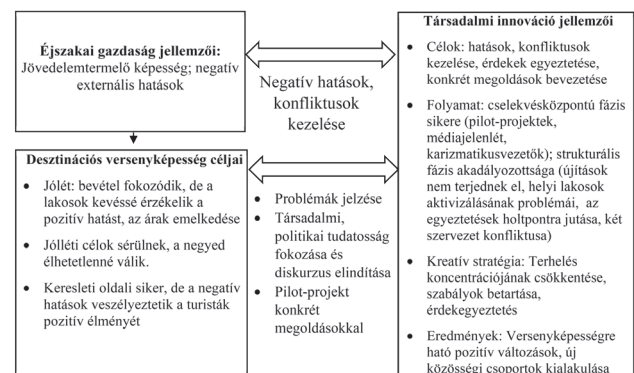 Éjszakai gazdaság jellemzői:
Jövedelemtermelő képesség; negatív
externális hatások
Negatív hatások,
konfliktusok
kezelése
Desztinációs versenyképesség céljai
• Jólét: bevétel fokozódik, de a
lakosok kevéssé érzékelik a
pozitív hatást, az árak emelkedése
• Jólléti célok sérülnek, a negyed
élhetetlenné válik.
• Keresleti oldali siker, de a negatív
hatások veszélyeztetik a turisták
pozitív élményét
• Problémák jelzése
• Társadalmi,
politikai tudatosság
fokozása és
diskurzus elindítása
• Pilot-projekt
konkrét
megoldásokkal
Társadalmi innováció jellemzői
• Célok: hatások, konfliktusok
kezelése, érdekek egyeztetése,
konkrét megoldások bevezetése
• Folyamat: cselekvésközpontú fázis
sikere (pilot-projektek,
médiajelenlét,
karizmatikusvezetők); strukturális
fázis akadályozottsága (újítások
nem terjednek el, helyi lakosok
aktivizálásának problémái, az
egyeztetések holtpontra jutása, két
szervezet konfliktusa)
• Kreatív stratégia: Terhelés
koncentrációjának csökkentése,
szabályok betartása,
érdekegyeztetés
• Eredmények: Versenyképességre
ható pozitív változások, új
közösségi csoportok kialakulása